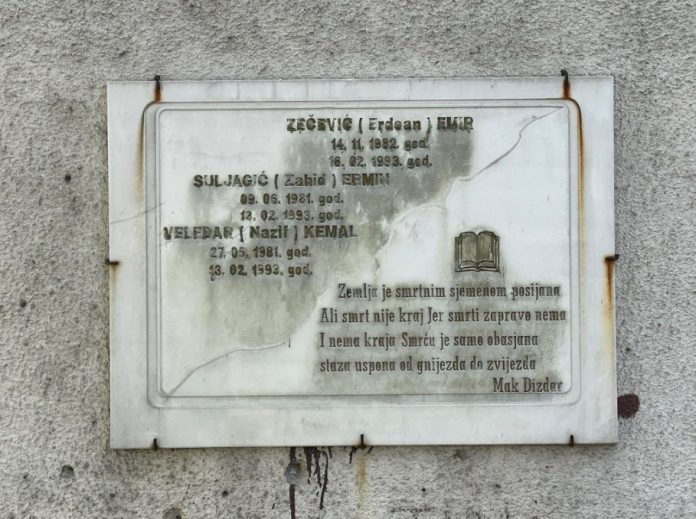 ZEČEVIĆ ( Erdoan ) EMIR
14. 11. 1982. god.
16. 02. 1993. god.
SULJAGIĆ ( Zahid ) ERMIN
09. 06. 1981. god.
13. 02. 1993. god.
VELEDAR ( Nazif ) KEMAL
27. 05. 1981. god.
13. 02. 1993. god.
Zemlja je smrtnim sjemenom posijana
Ali smrt nije kraj Jer smrti zapravo nema
I nema kraja Smrću je samo obasjana
staza uspona od gnijezda do zvijezda
Mak Dizdar